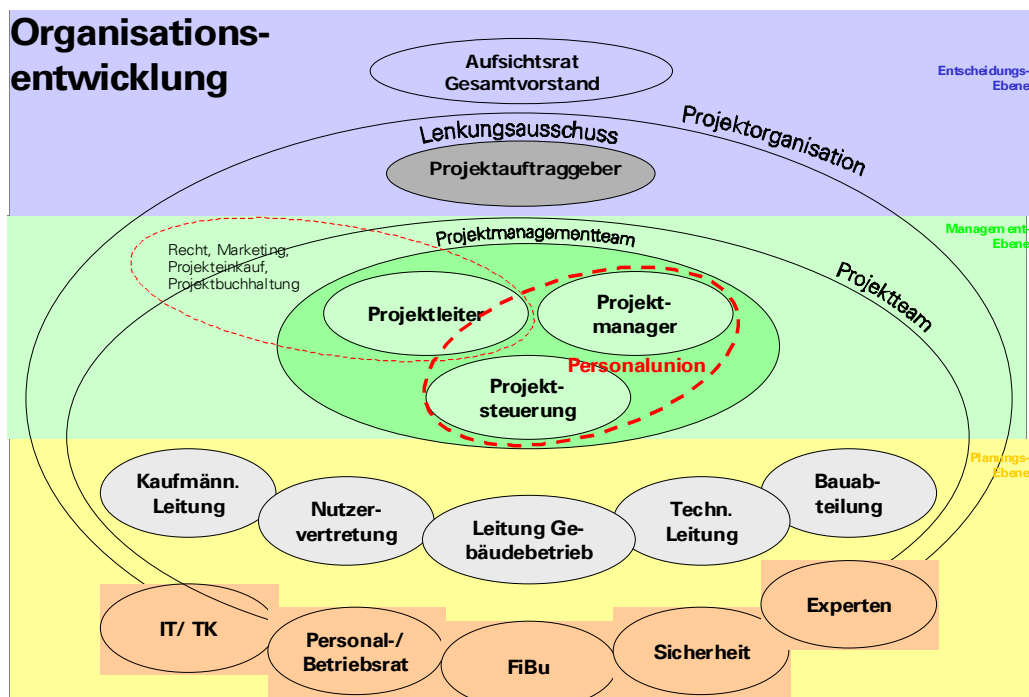 Organisations-
entwicklung
Aufsichtsrat
Gesamtvorstand
Entscheidungs-
Ebene
Projektorganisation
Lenkungsausschuss
Projektauftraggeber
Management-
Ebene
Projektmanagementteam
Recht, Marketing,
Projekteinkauf,
Projektbuchhaltung
Projektteam
Projektleiter
Projekt-
manager
Personalunion
Projekt-
steuerung
Planungs-
Ebene
Kaufmänn.
Leitung
Nutzer-
vertretung
Leitung Ge-
bäudebetrieb
Techn.
Leitung
Bauab-
teilung
IT/ TK
Personal-/
Betriebsrat
FiBu
Sicherheit
Experten